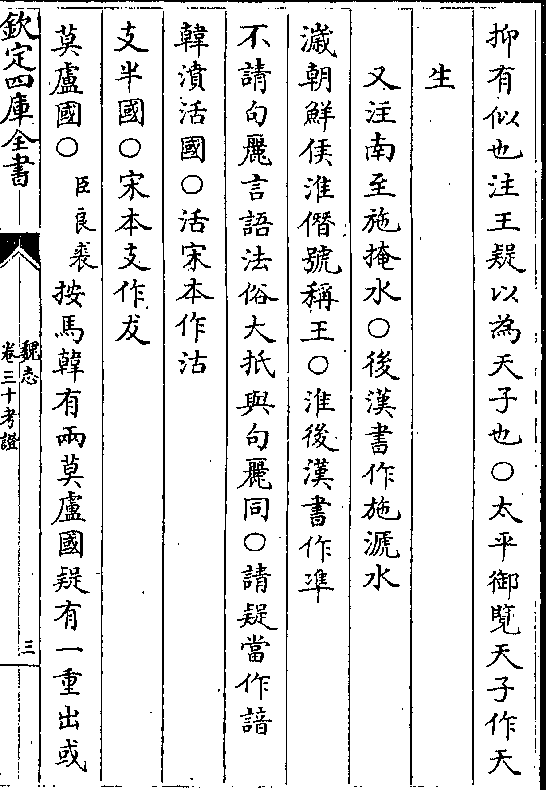 抑有似也注王疑以為天子也○太平御覽天子作天
生
又注南至施掩水○後漢書作施㴲水
濊朝鮮侯淮僭號稱王○淮後漢書作準
不請句麗言語法俗大抵與句麗同○請疑當作諳
韓濆活國○活宋本作沽
支半國○宋本支作犮
莫盧國○臣良裘按馬韓有兩莫盧國疑有一重出或
欽定四庫全書
魏志
卷三十考證
三